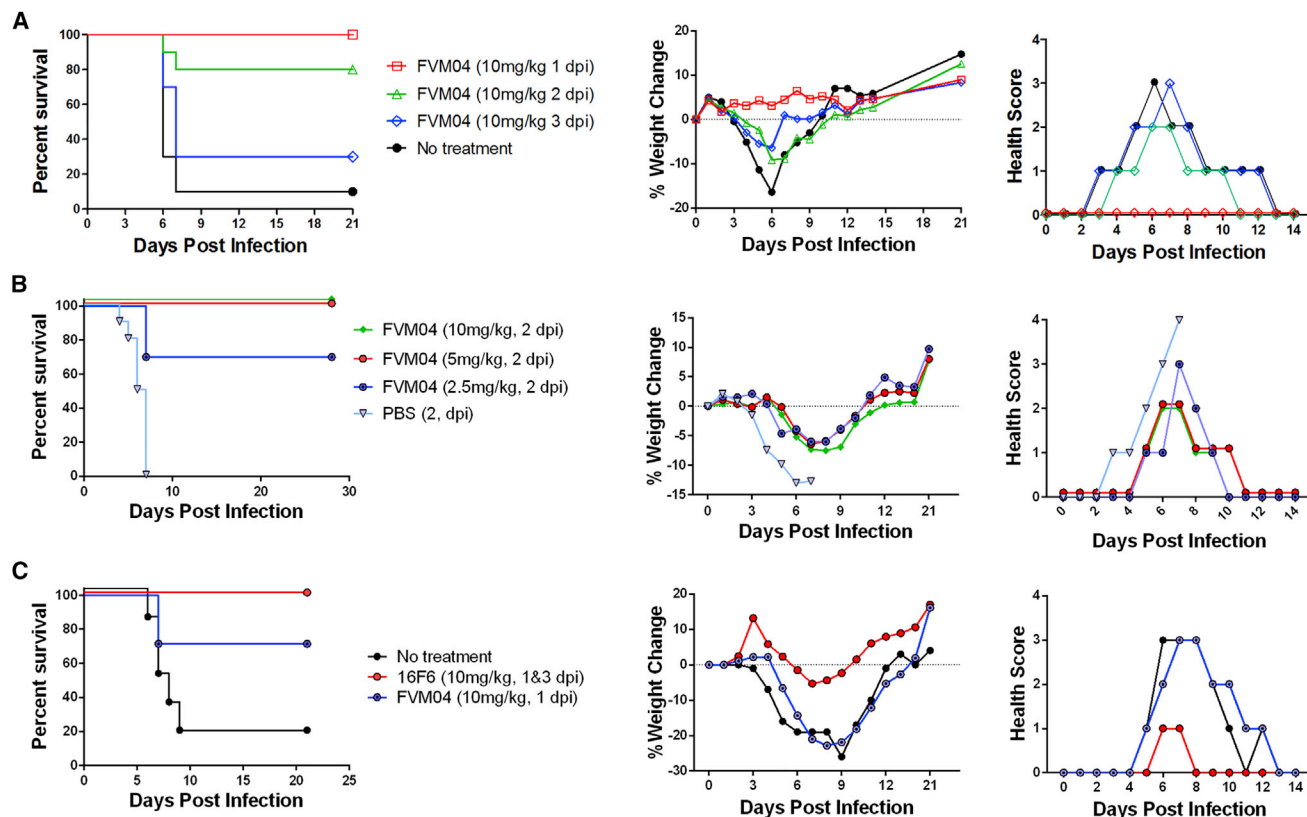 A
Percent survival
100
80
60
40
20
0
0 3 6 9 12 15 18 21
Days Post Infection
FVM04 (10mg/kg 1 dpi)
FVM04 (10mg/kg 2 dpi)
FVM04 (10mg/kg 3 dpi)
No treatment
% Weight Change
20
10
0
-10
-20
0 3 6 9 12 15 18 21
Days Post Infection
Health Score
4
3
2
1
0
0 2 4 6 8 10 12 14
Days Post Infection
B
Percent survival
100
80
60
40
20
0
0 10 20 30
Days Post Infection
FVM04 (10mg/kg, 2 dpi)
FVM04 (5mg/kg, 2 dpi)
FVM04 (2.5mg/kg, 2 dpi)
PBS (2, dpi)
% Weight Change
15
10
5
0
-5
-10
-15
0 3 6 9 12 21
Days Post Infection
Health Score
4
3
2
1
0
0 2 4 6 8 10 12 14
Days Post Infection
C
Percent survival
100
80
60
40
20
0
0 5 10 15 20 25
Days Post Infection
No treatment
16F6 (10mg/kg, 1&3 dpi)
FVM04 (10mg/kg, 1 dpi)
% Weight Change
20
10
0
-10
-20
-30
0 3 6 9 12 21
Days Post Infection
Health Score
4
3
2
1
0
0 2 4 6 8 10 12 14
Days Post Infection